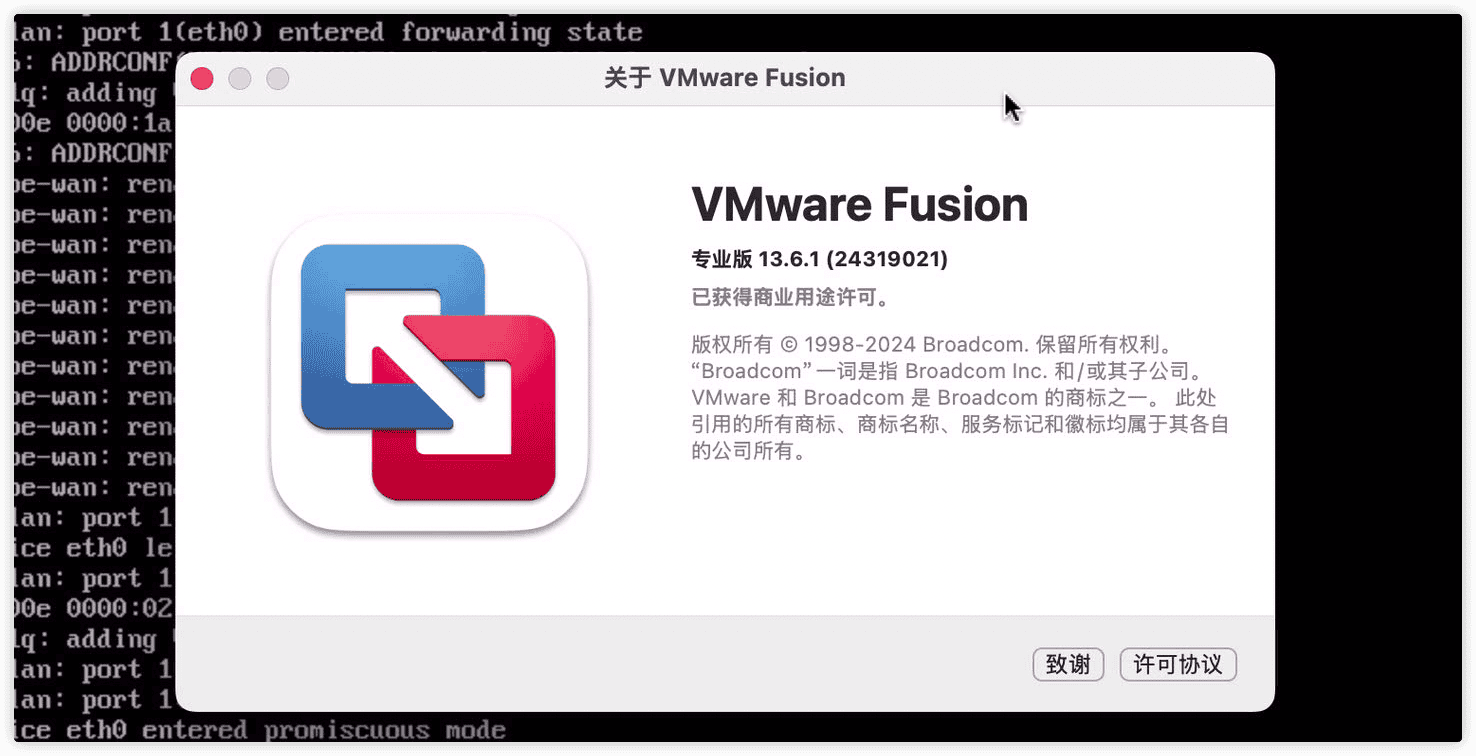 lan: port 1(eth0) entered forwarding state
6: ADDRCONF
关于 VMware Fusion
lq: adding
00e 0000:1a
6: ADDRCONF
pe-wan: ren
VMware Fusion
pe-wan: ren
pe-wan: ren
专业版 13.6.1 (24319021)
pe-wan: ren
已获得商业用途许可。
pe-wan: ren
pe-wan: ren
版权所有 © 1998-2024 Broadcom. 保留所有权利。
pe-wan: ren
“Broadcom” 一词是指 Broadcom Inc. 和/或其子公司。
pe-wan: ren
VMware 和 Broadcom 是 Broadcom 的商标之一。 此处
pe-wan: ren
引用的所有商标、商标名称、服务标记和徽标均属于其各自
pe-wan: ren
的公司所有。
pe-wan: ren
lan: port 1
ice eth0 le
lan: port 1
00e 0000:02
lq: adding
lan: port 1
致谢
许可协议
lan: port 1
ice eth0 entered promiscuous mode